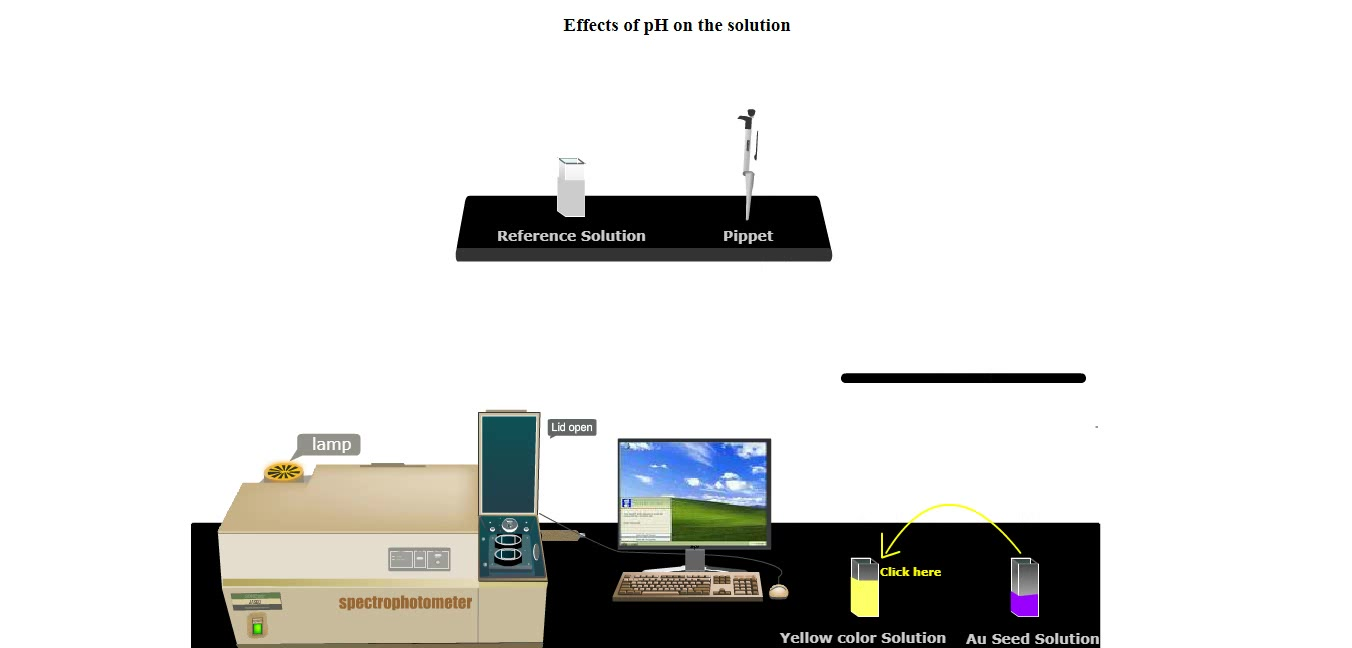 Effects of pH on the solution
Reference Solution
Pippet
Lid open
lamp
Click here
spectrophotometer
Yellow color Solution
Au Seed Solution